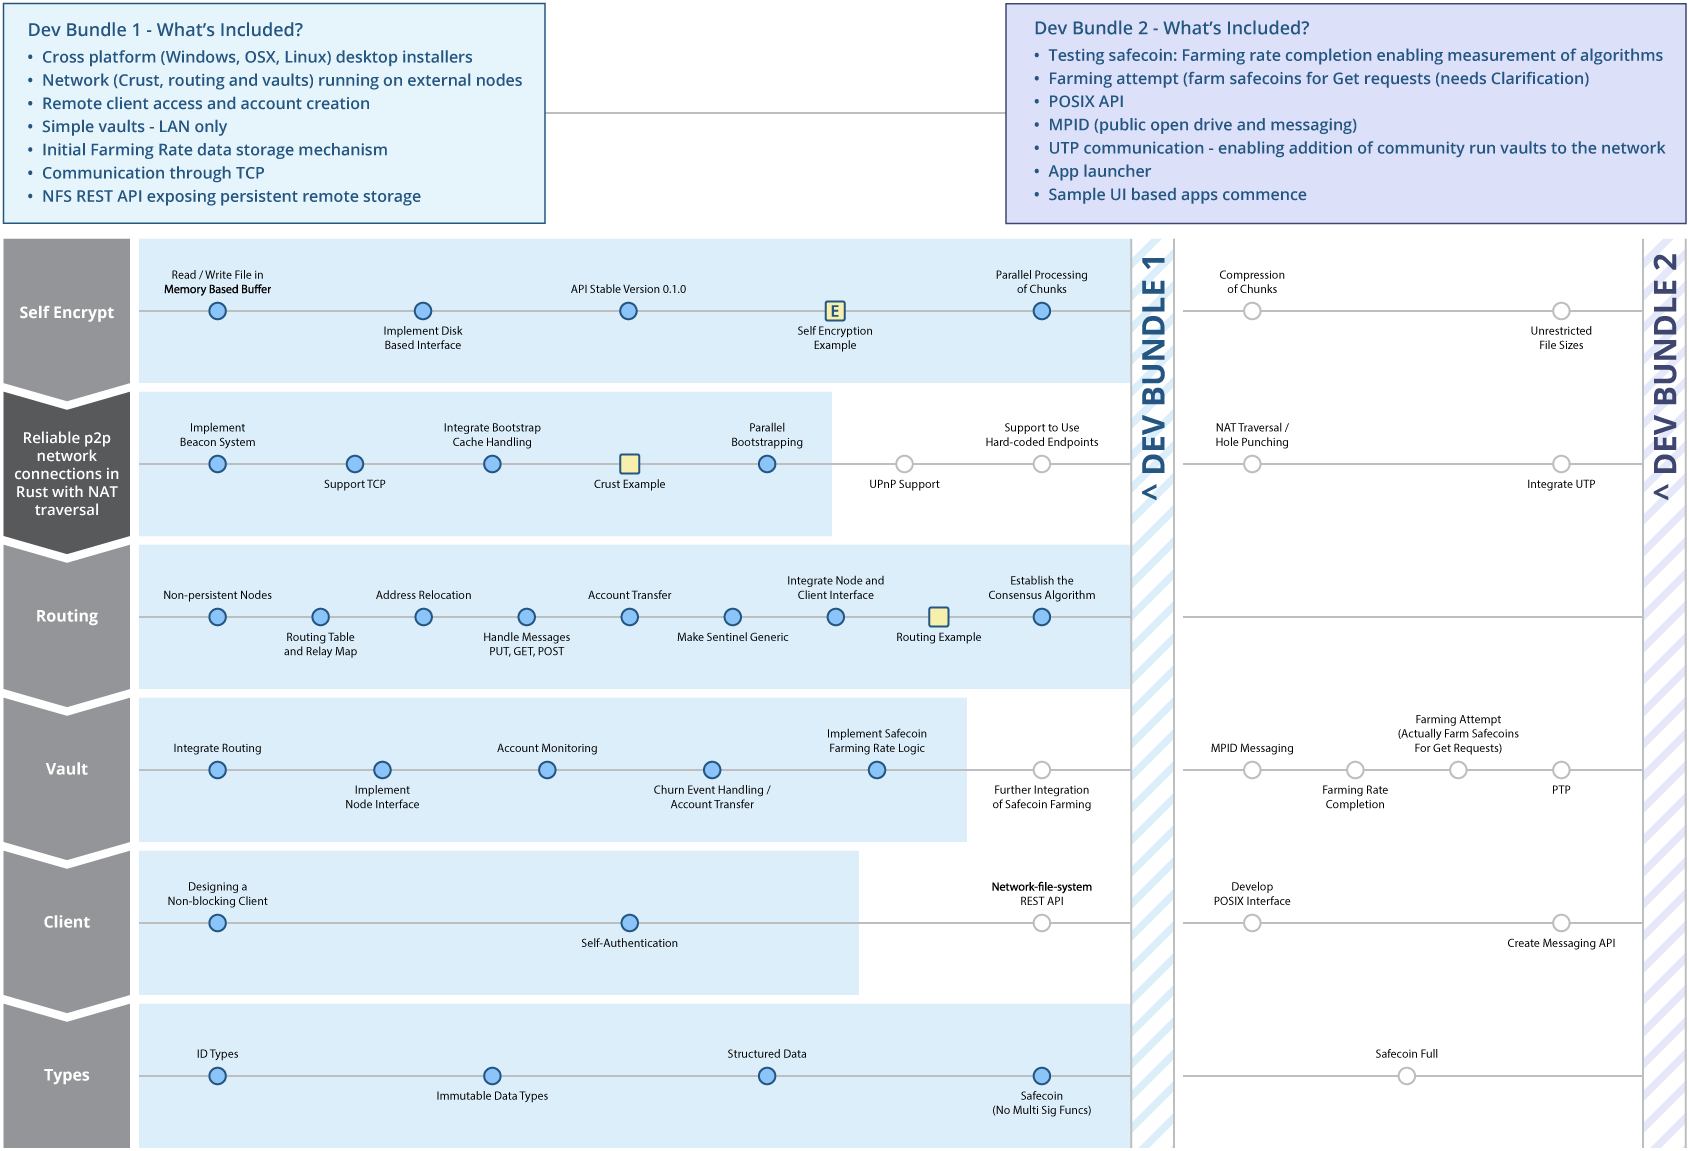 Dev Bundle 1 - What's Included?
• Cross platform (Windows, OSX, Linux) desktop installers
• Network (Crust, routing and vaults) running on external nodes
• Remote client access and account creation
• Simple vaults - LAN only
• Initial Farming Rate data storage mechanism
• Communication through TCP
• NFS REST API exposing persistent remote storage
Dev Bundle 2 - What's Included?
• Testing safecoin: Farming rate completion enabling measurement of algorithms
• Farming attempt (farm safecoins for Get requests (needs Clarification)
• POSIX API
• MPID (public open drive and messaging)
• UTP communication - enabling addition of community run vaults to the network
• App launcher
• Sample UI based apps commence
Self Encrypt
Read / Write File in
Memory Based Buffer
Implement Disk
Based Interface
API Stable Version 0.1.0
E
Self Encryption
Example
Parallel Processing
of Chunks
Compression
of Chunks
Unrestricted
File Sizes
< DEV BUNDLE 1
< DEV BUNDLE 2
Reliable p2p
network
connections in
Rust with NAT
traversal
Implement
Beacon System
Support TCP
Integrate Bootstrap
Cache Handling
Crust Example
Parallel
Bootstrapping
UPnP Support
Support to Use
Hard-coded Endpoints
NAT Traversal /
Hole Punching
Integrate UTP
Routing
Non-persistent Nodes
Routing Table
and Relay Map
Address Relocation
Handle Messages
PUT, GET, POST
Account Transfer
Make Sentinel Generic
Integrate Node and
Client Interface
Routing Example
Establish the
Consensus Algorithm
Vault
Integrate Routing
Implement
Node Interface
Account Monitoring
Churn Event Handling /
Account Transfer
Implement Safecoin
Farming Rate Logic
Further Integration
of Safecoin Farming
MPID Messaging
Farming Rate
Completion
Farming Attempt
(Actually Farm Safecoins
For Get Requests)
PTP
Client
Designing a
Non-blocking Client
Self-Authentication
Network-file-system
REST API
Develop
POSIX Interface
Create Messaging API
Types
ID Types
Immutable Data Types
Structured Data
Safecoin
(No Multi Sig Funcs)
Safecoin Full